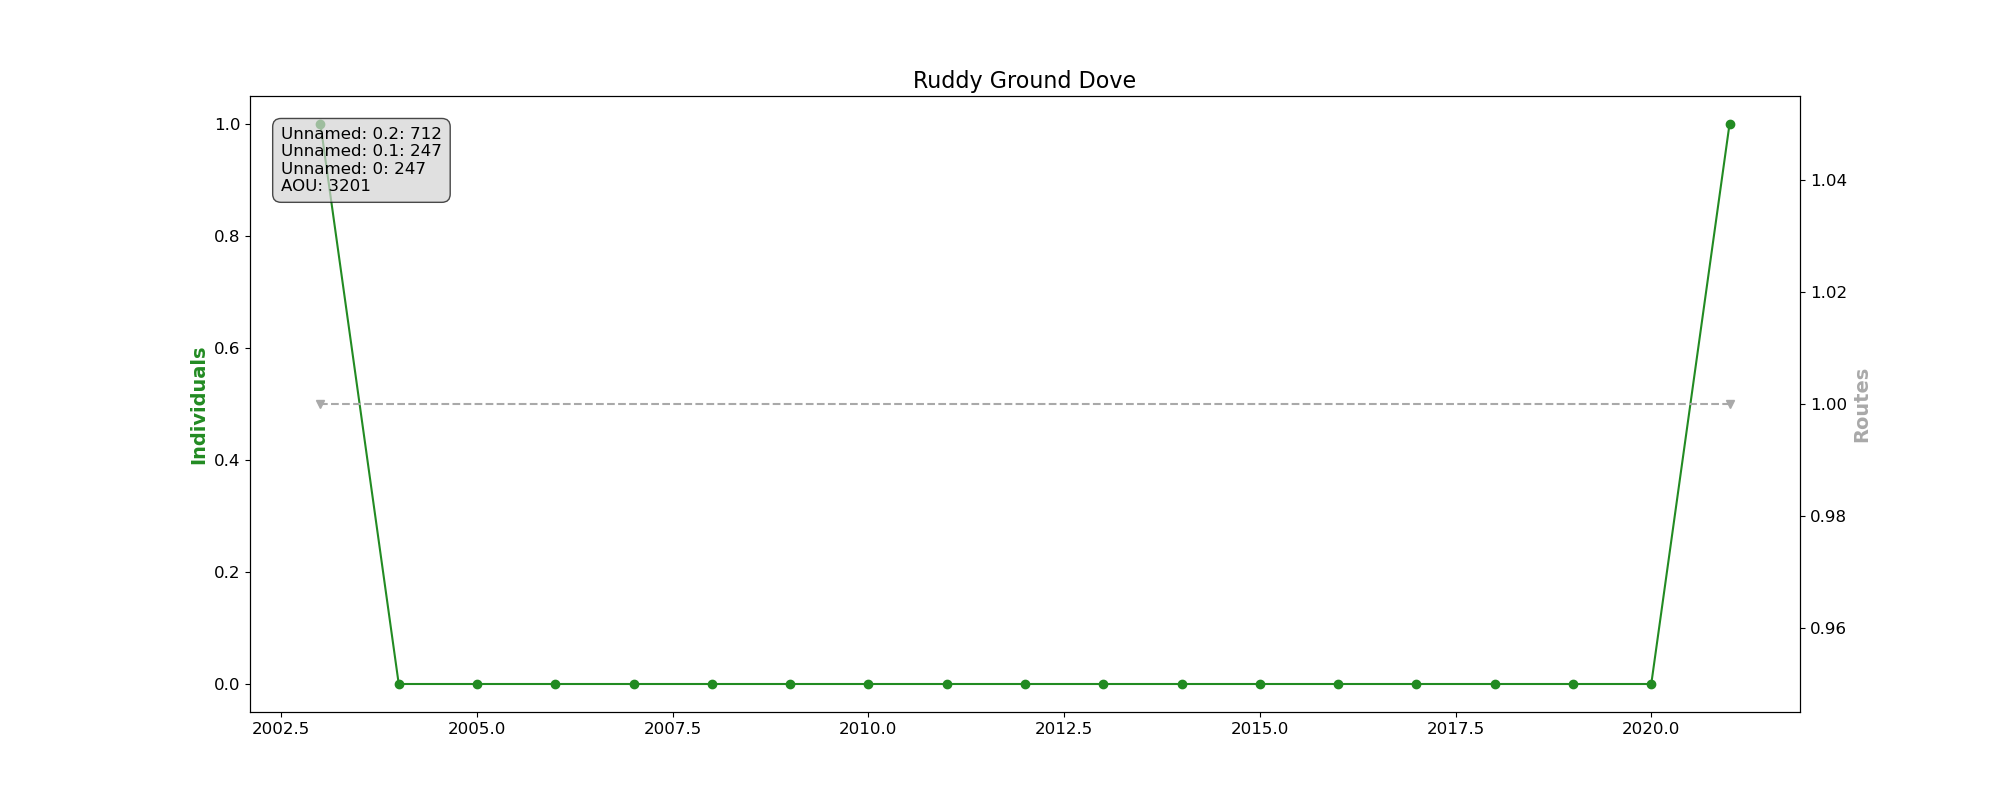 Ruddy Ground Dove
Unnamed: 0.2: 712
Unnamed: 0.1: 247
Unnamed: 0: 247
AOU: 3201
1.0
0.8
0.6
0.4
0.2
0.0
Individuals
1.04
1.02
1.00
0.98
0.96
Routes
2002.5 2005.0 2007.5 2010.0 2012.5 2015.0 2017.5 2020.0